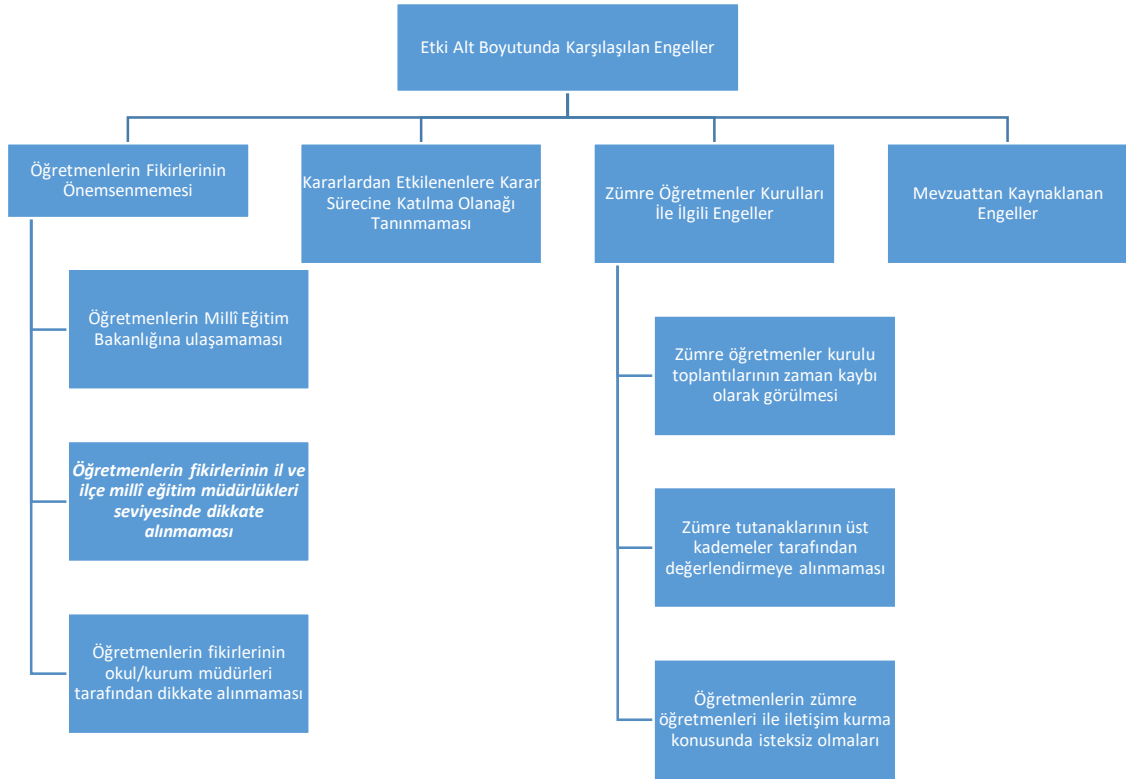 Etki Alt Boyutunda Karşılaşılan Engeller
Öğretmenlerin Fikirlerinin
Önemsenmemesi
Kararlardan Etkilenenlere Karar
Sürecine Katılma Olanağı
Tanınmaması
Zümre Öğretmenler Kurulları
İle İlgili Engeller
Mevzuattan Kaynaklanan
Engeller
Öğretmenlerin Millî Eğitim
Bakanlığına ulaşamaması
Öğretmenlerin fikirlerinin il ve
ilçe millî eğitim müdürlükleri
seviyesinde dikkate
alınmaması
Öğretmenlerin fikirlerinin
okul/kurum müdürleri
tarafından dikkate alınmaması
Zümre öğretmenler kurulu
toplantılarının zaman kaybı
olarak görülmesi
Zümre tutanaklarının üst
kademeler tarafından
değerlendirmeye alınmaması
Öğretmenlerin zümre
öğretmenleri ile iletişim kurma
konusunda isteksiz olmaları